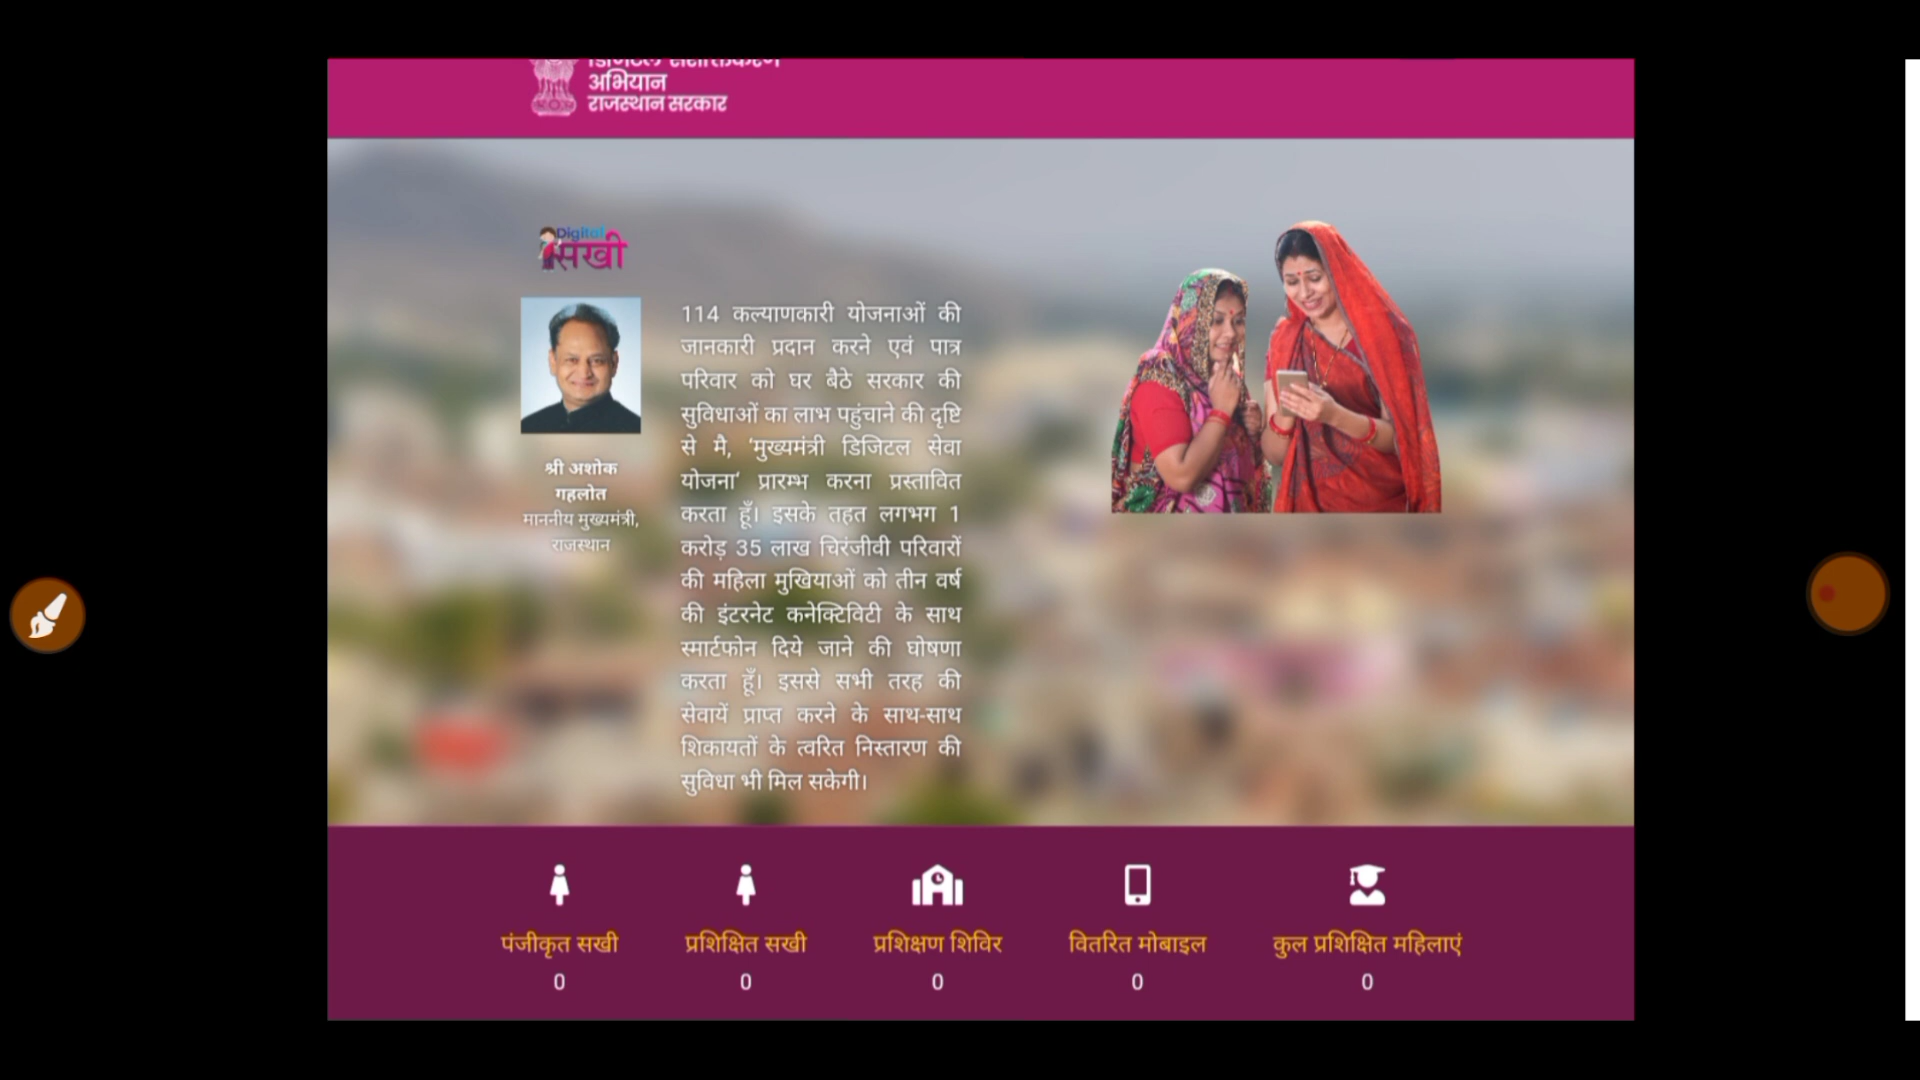 डिजिटल सशक्तिकरण
अभियान
राजस्थान सरकार
Digital
सखी
114 कल्याणकारी योजनाओं की
जानकारी प्रदान करने एवं पात्र
परिवार को घर बैठे सरकार की
सुविधाओं का लाभ पहुंचाने की दृष्टि
से मै, ‘मुख्यमंत्री डिजिटल सेवा
योजना‘ प्रारम्भ करना प्रस्तावित
करता हूँ। इसके तहत लगभग 1
करोड़ 35 लाख चिरंजीवी परिवारों
की महिला मुखियाओं को तीन वर्ष
की इंटरनेट कनेक्टिविटी के साथ
स्मार्टफोन दिये जाने की घोषणा
करता हूँ। इससे सभी तरह की
सेवायें प्राप्त करने के साथ-साथ
शिकायतों के त्वरित निस्तारण की
सुविधा भी मिल सकेगी।
श्री अशोक
गहलोत
माननीय मुख्यमंत्री,
राजस्थान
पंजीकृत सखी
0
प्रशिक्षित सखी
0
प्रशिक्षण शिविर
0
वितरित मोबाइल
0
कुल प्रशिक्षित महिलाएं
0